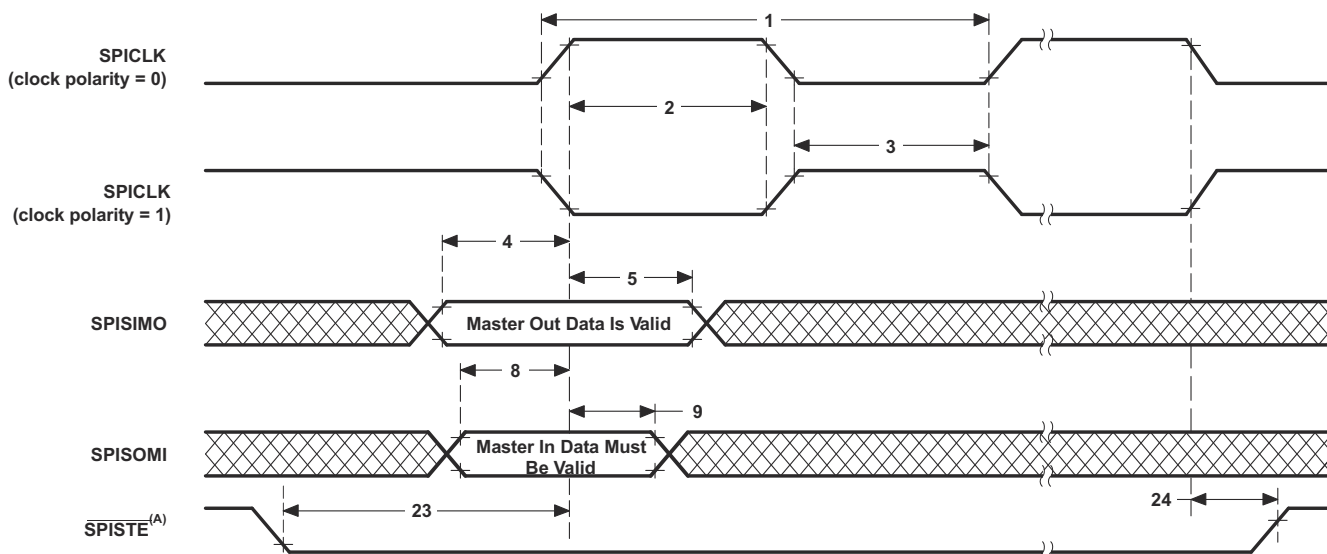 1
SPICLK
(clock polarity = 0)
2
3
SPICLK
(clock polarity = 1)
4
5
SPISIMO
Master Out Data Is Valid
8
9
SPISOMI
Master In Data Must
Be Valid
24
23
SPISTE(A)